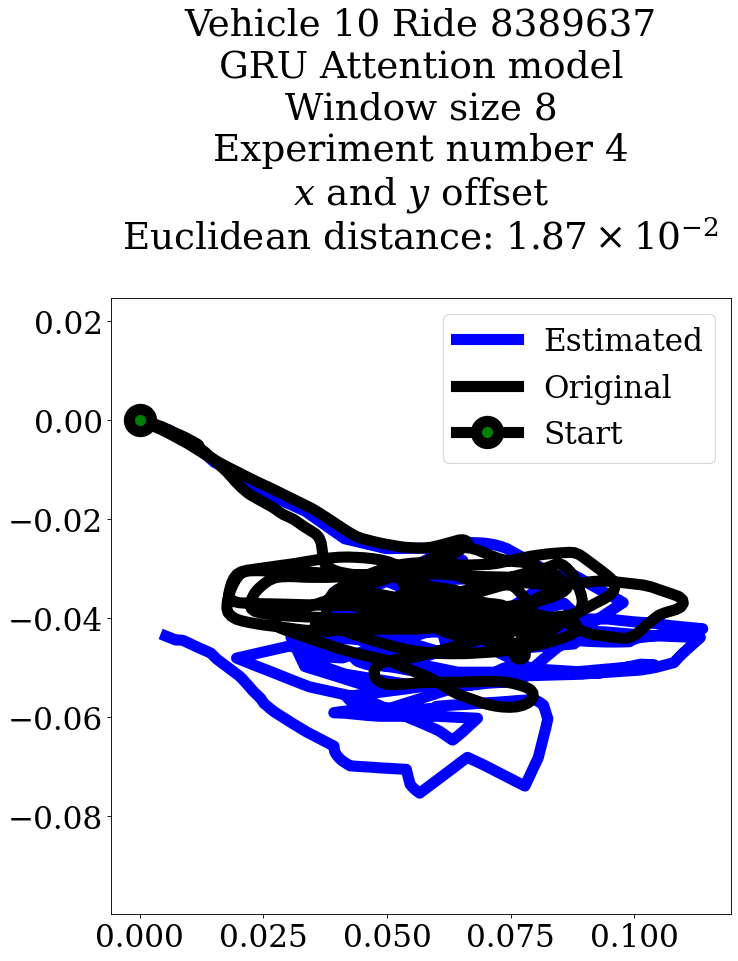 Vehicle 10 Ride 8389637
GRU Attention model
Window size 8
Experiment number 4
x and y offset
Euclidean distance: 1.87 × 10⁻²
Estimated
Original
Start
0.02
0.00
−0.02
−0.04
−0.06
−0.08
0.000 0.025 0.050 0.075 0.100